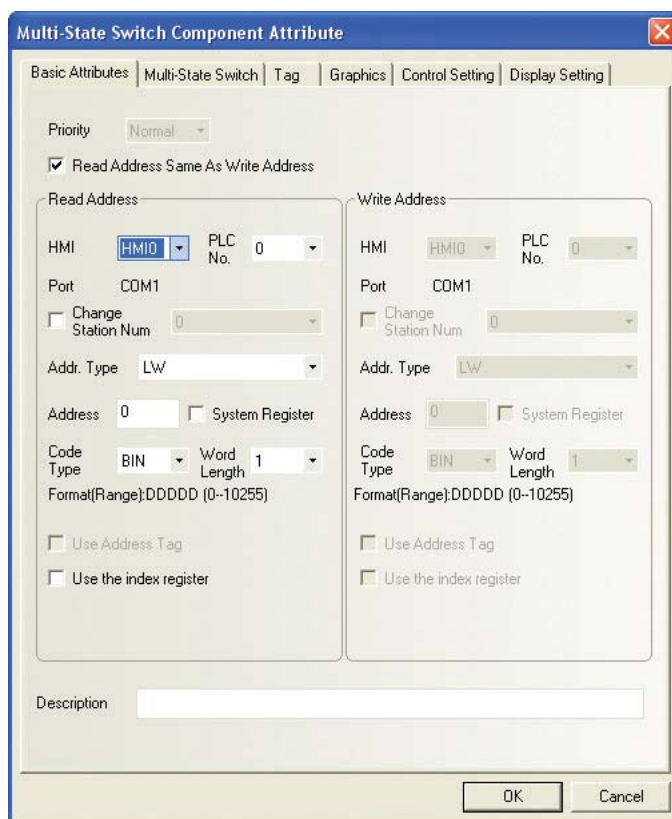 Multi-State Switch Component Attribute
Basic Attributes Multi-State Switch Tag Graphics Control Setting Display Setting
Priority Normal
Read Address Same As Write Address
Read Address
HMI HMI0 PLC No. 0
Port COM1
Change Station Num 0
Addr. Type LW
Address 0 System Register
Code Type BIN Word Length 1
Format(Range):DDDDD (0--10255)
Use Address Tag
Use the index register
Write Address
HMI HMI0 PLC No. 0
Port COM1
Change Station Num 0
Addr. Type LW
Address 0 System Register
Code Type BIN Word Length 1
Format(Range):DDDDD (0--10255)
Use Address Tag
Use the index register
Description
OK Cancel